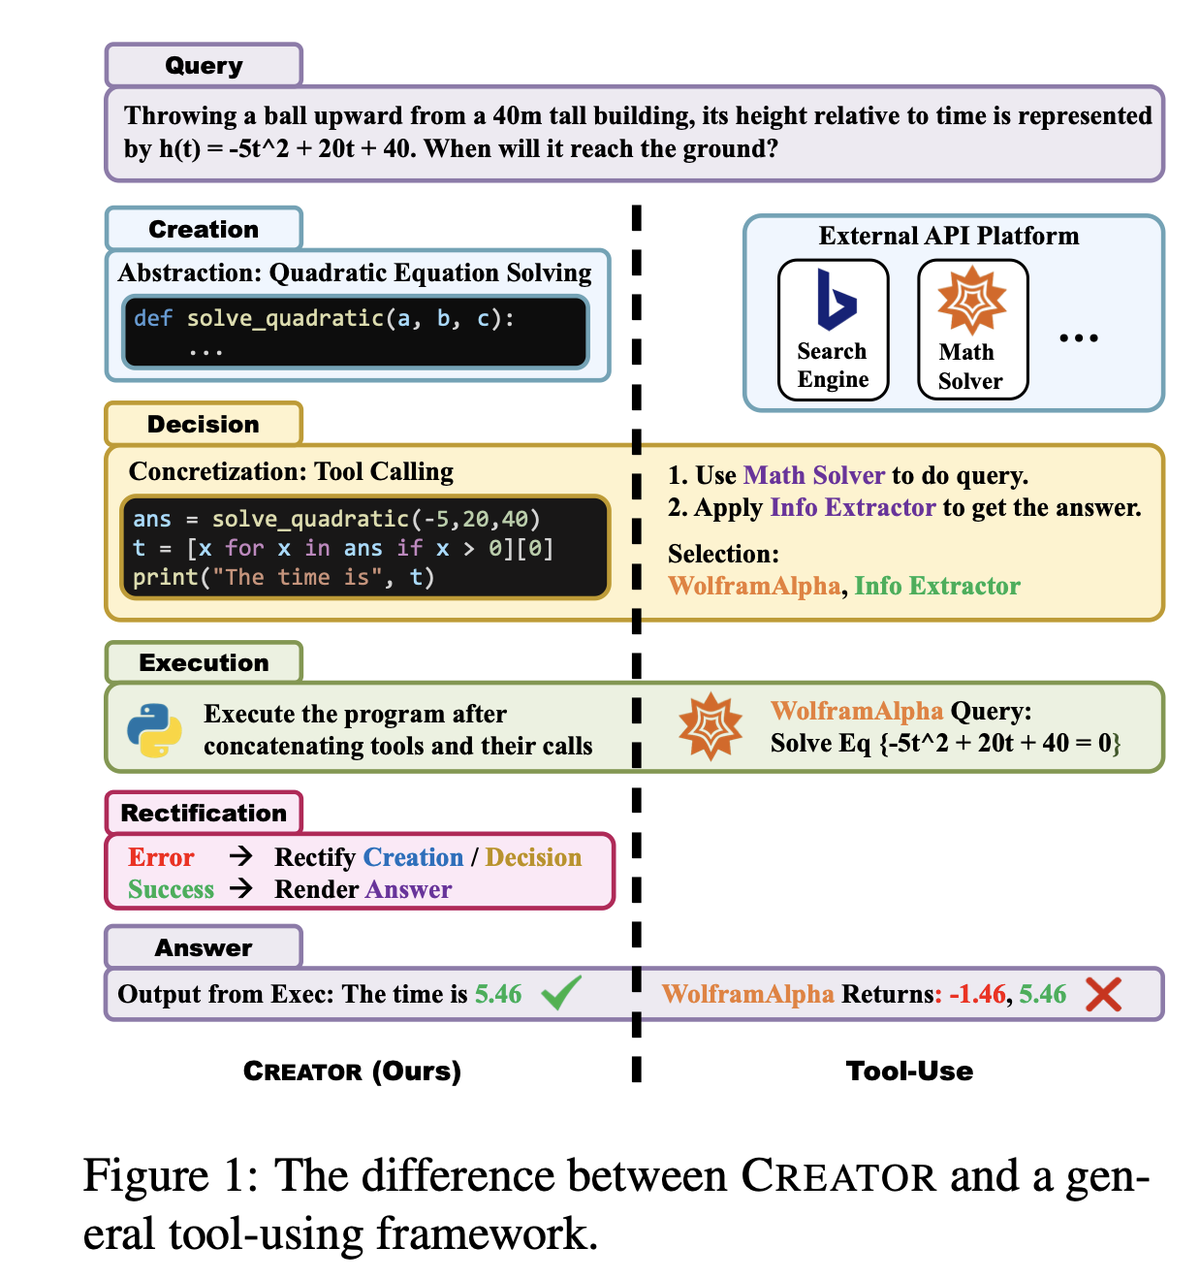 Query
Throwing a ball upward from a 40m tall building, its height relative to time is represented
by h(t) = -5t^2 + 20t + 40. When will it reach the ground?
Creation
Abstraction: Quadratic Equation Solving
def solve_quadratic(a, b, c):
...
External API Platform
Search
Engine
Math
Solver
...
Decision
Concretization: Tool Calling
ans = solve_quadratic(-5,20,40)
t = [x for x in ans if x > 0][0]
print("The time is", t)
1. Use Math Solver to do query.
2. Apply Info Extractor to get the answer.
Selection:
WolframAlpha, Info Extractor
Execution
Execute the program after
concatenating tools and their calls
WolframAlpha Query:
Solve Eq {-5t^2 + 20t + 40 = 0}
Rectification
Error → Rectify Creation / Decision
Success → Render Answer
Answer
Output from Exec: The time is 5.46
WolframAlpha Returns: -1.46, 5.46
CREATOR (Ours)
Tool-Use
Figure 1: The difference between CREATOR and a gen-
eral tool-using framework.